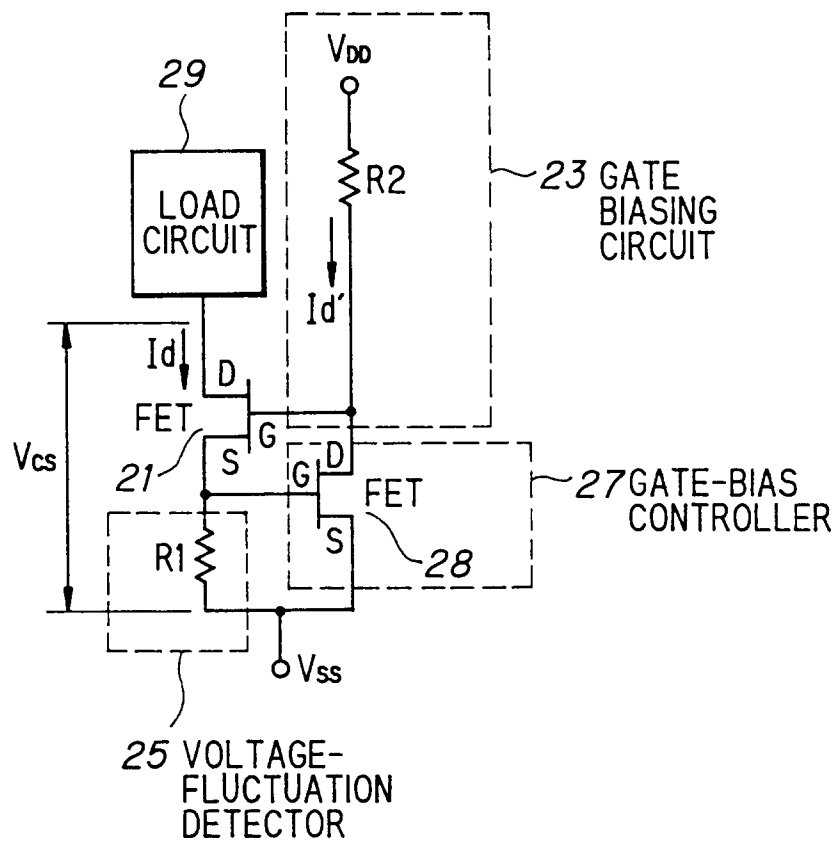 29
VDD
LOAD
CIRCUIT
R2
23 GATE
BIASING
CIRCUIT
Id'
Id
D
FET
G
S
VCS
21
G
D
FET
S
28
27 GATE-BIAS
CONTROLLER
R1
VSS
25 VOLTAGE-
FLUCTUATION
DETECTOR